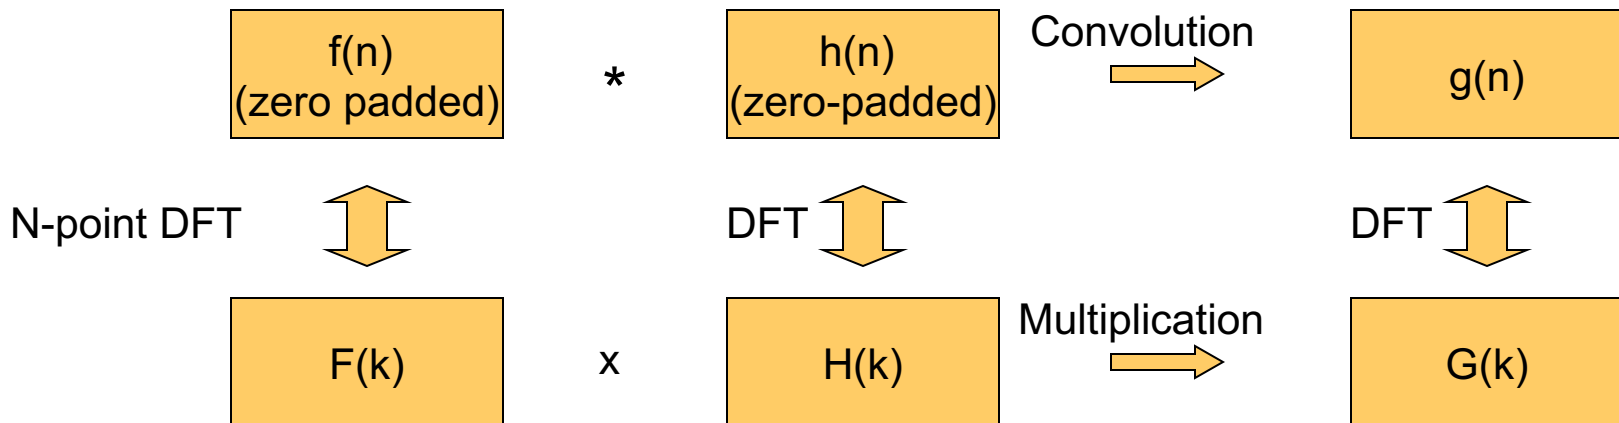 f(n)
(zero padded)
*
h(n)
(zero-padded)
Convolution
g(n)
N-point DFT
DFT
DFT
F(k)
x
H(k)
Multiplication
G(k)